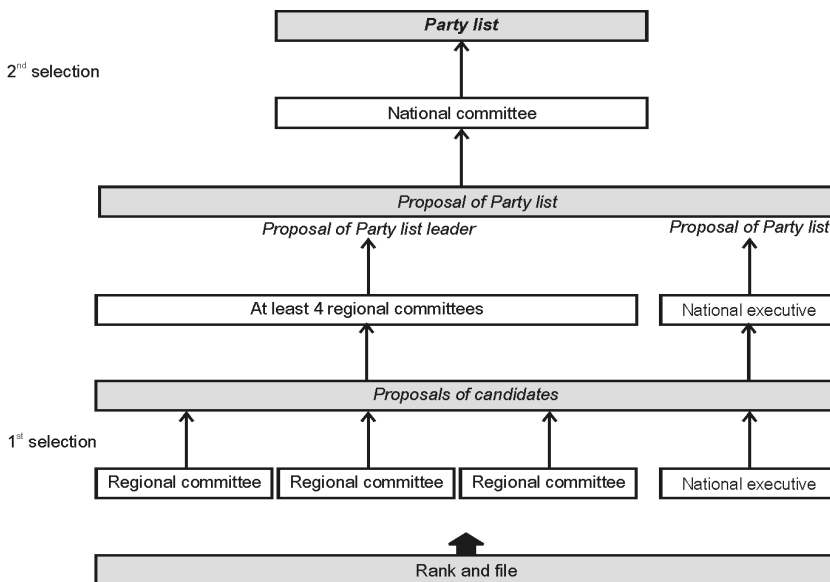 Party list
2nd selection
National committee
Proposal of Party list
Proposal of Party list leader
Proposal of Party list
At least 4 regional committees
National executive
Proposals of candidates
1st selection
Regional committee
Regional committee
Regional committee
National executive
Rank and file